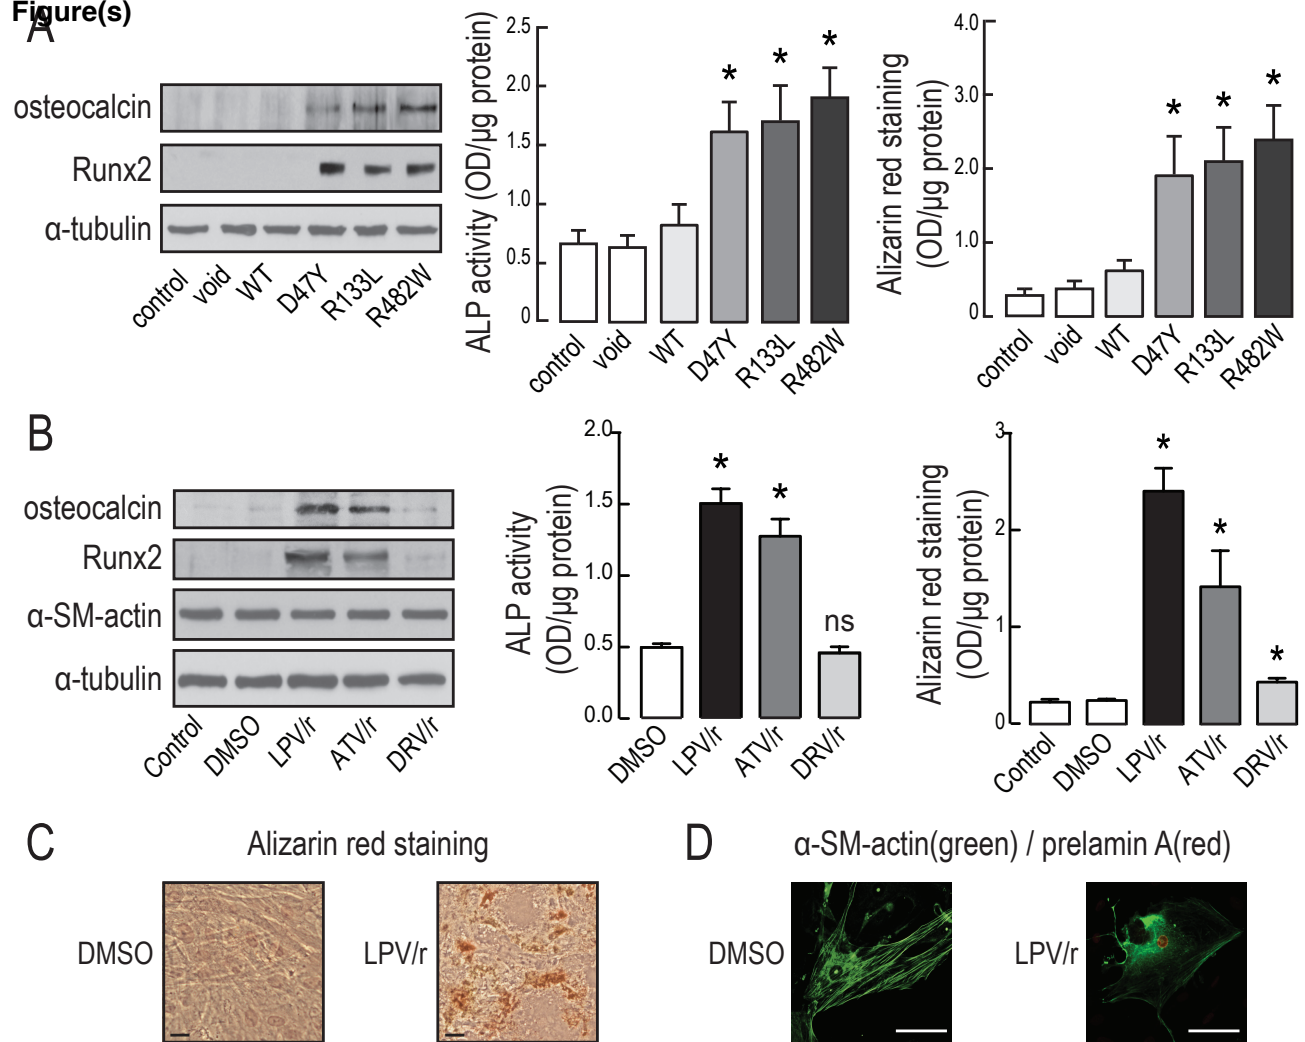 Figure(s)
A
osteocalcin
Runx2
α-tubulin
control
void
WT
D47Y
R133L
R482W
ALP activity (OD/µg protein)
2.5
2.0
1.5
1.0
0.5
0
* * *
control
void
WT
D47Y
R133L
R482W
Alizarin red staining
(OD/µg protein)
4.0
3.0
2.0
1.0
0
* * *
control
void
WT
D47Y
R133L
R482W
B
osteocalcin
Runx2
α-SM-actin
α-tubulin
Control
DMSO
LPV/r
ATV/r
DRV/r
ALP activity
(OD/µg protein)
2.0
1.5
1.0
0.5
0.0
* * ns
DMSO
LPV/r
ATV/r
DRV/r
Alizarin red staining
(OD/µg protein)
3
2
1
0
* * *
Control
DMSO
LPV/r
ATV/r
DRV/r
C
Alizarin red staining
DMSO
LPV/r
D
α-SM-actin(green) / prelamin A(red)
DMSO
LPV/r